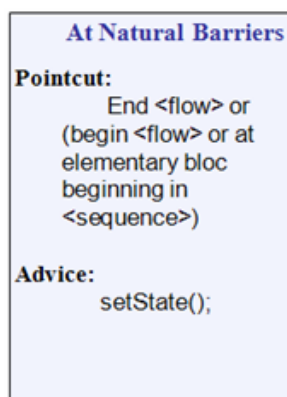 At Natural Barriers
Pointcut:
End <flow> or
(begin <flow> or at
elementary bloc
beginning in
<sequence>)
Advice:
setState();